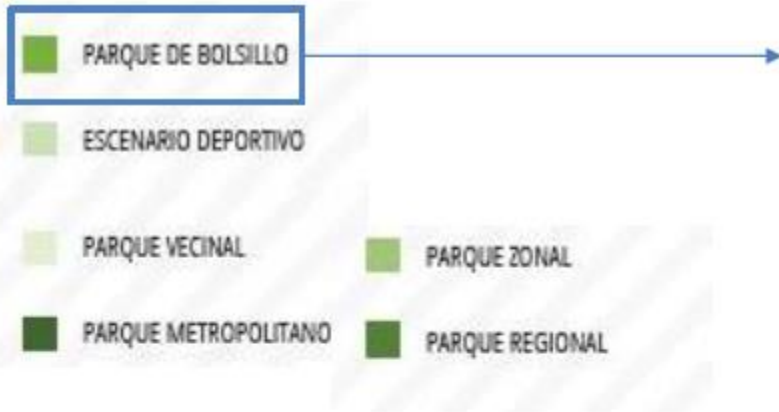 PARQUE DE BOLSILLO
ESCENARIO DEPORTIVO
PARQUE VECINAL
PARQUE METROPOLITANO
PARQUE ZONAL
PARQUE REGIONAL